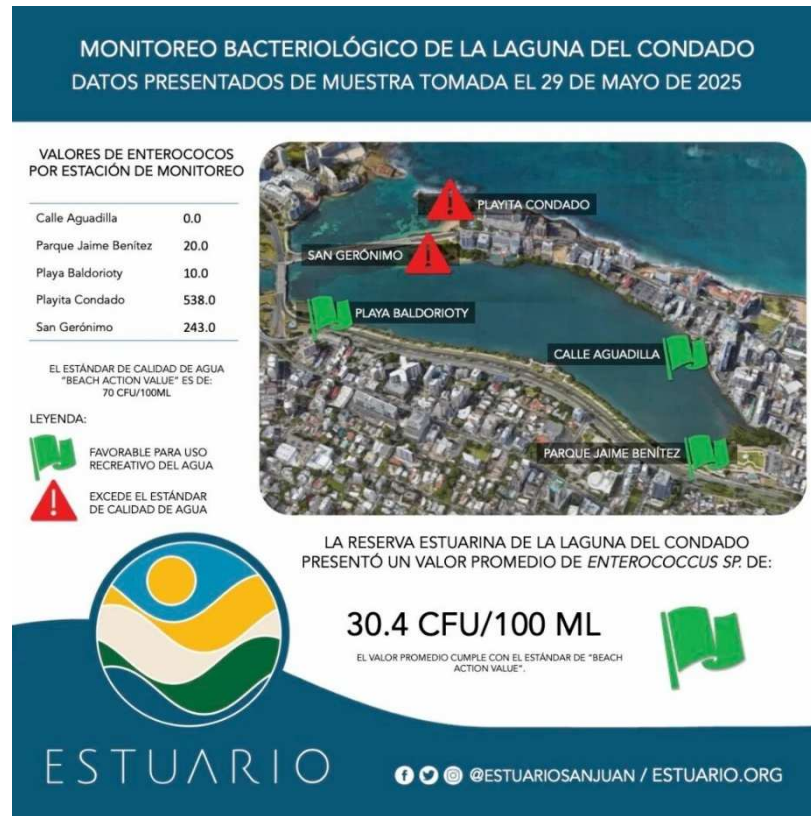 MONITOREO BACTERIOLÓGICO DE LA LAGUNA DEL CONDADO
DATOS PRESENTADOS DE MUESTRA TOMADA EL 29 DE MAYO DE 2025
VALORES DE ENTEROCOCOS
POR ESTACIÓN DE MONITOREO
Calle Aguadilla 0.0
Parque Jaime Benítez 20.0
Playa Baldorioty 10.0
Playita Condado 538.0
San Gerónimo 243.0
EL ESTÁNDAR DE CALIDAD DE AGUA
"BEACH ACTION VALUE" ES DE:
70 CFU/100ML
LEYENDA:
FAVORABLE PARA USO
RECREATIVO DEL AGUA
EXCEDE EL ESTÁNDAR
DE CALIDAD DE AGUA
PLAYITA CONDADO
SAN GERÓNIMO
PLAYA BALDORIOTY
CALLE AGUADILLA
PARQUE JAIME BENÍTEZ
LA RESERVA ESTUARINA DE LA LAGUNA DEL CONDADO
PRESENTÓ UN VALOR PROMEDIO DE ENTEROCOCCUS SP. DE:
30.4 CFU/100 ML
EL VALOR PROMEDIO CUMPLE CON EL ESTÁNDAR DE "BEACH
ACTION VALUE".
ESTUARIO
@ESTUARIOSANJUAN / ESTUARIO.ORG